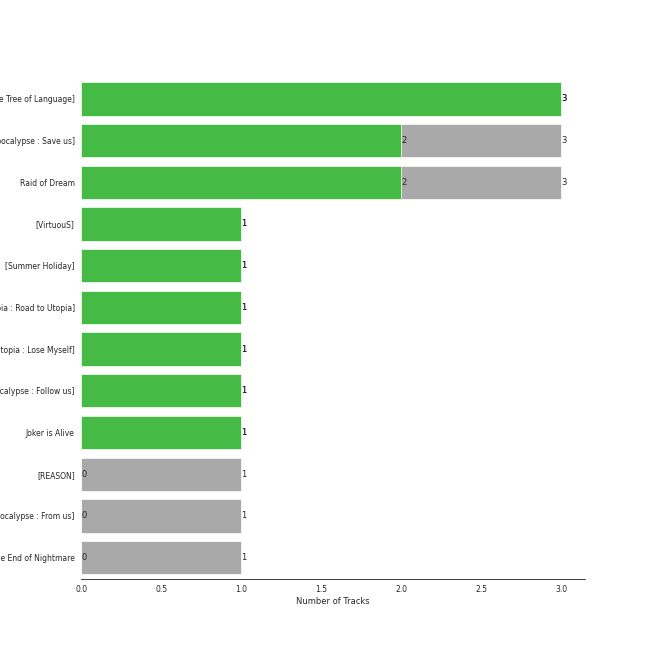 e Tree of Language] 3
ocalypse : Save us] 2 3
Raid of Dream 2 3
[VirtuouS] 1
[Summer Holiday] 1
ia : Road to Utopia] 1
topia : Lose Myself] 1
calypse : Follow us] 1
Joker is Alive 1
[REASON] 0 1
ocalypse : From us] 0 1
e End of Nightmare 0 1
0.0 0.5 1.0 1.5 2.0 2.5 3.0
Number of Tracks